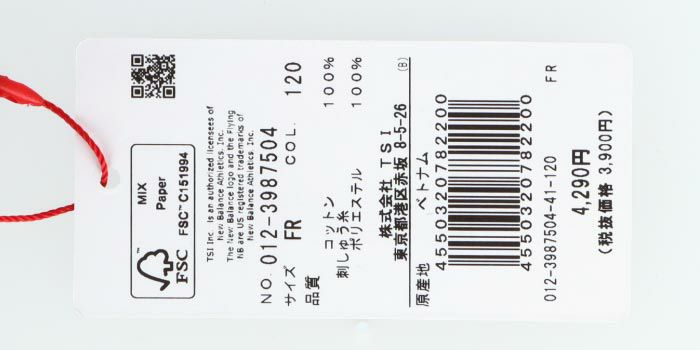 MIX
Paper
FSC™ C151994
FSC
TSI Inc. is an authorized licensees of
New Balance Athletics, Inc.
The New Balance logo and the Flying
NB are US registered trademarks of
New Balance Athletics, Inc.
NO. 012-3987504
サイズ FR COL. 120
品質
コットン 100%
刺しゅう糸
ポリエステル 100%
株式会社 TSI
東京都港区赤坂 8-5-26 (B)
原産地 ベトナム
4550320782200
4550320782200
012-3987504-41-120 FR
4,290円
(税抜価格 3,900円)